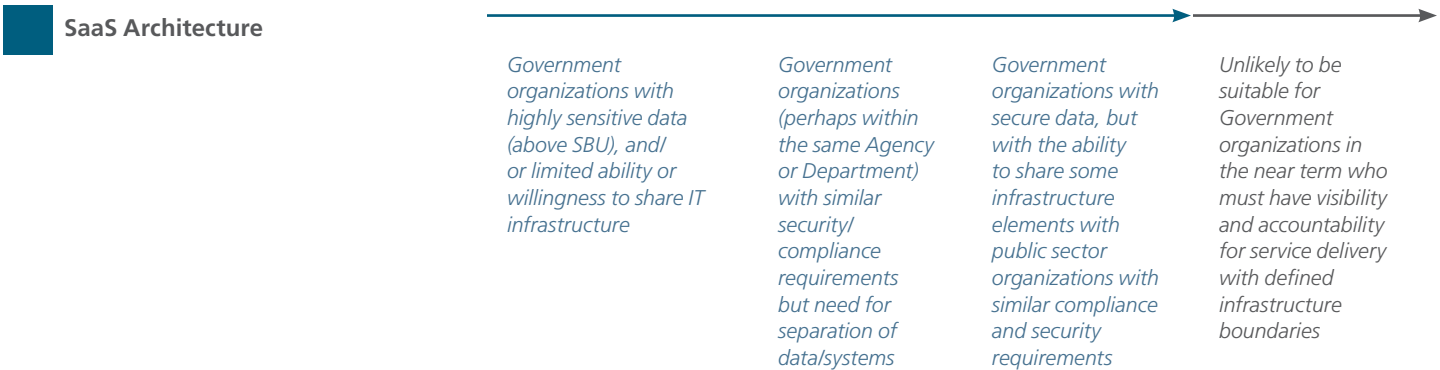 SaaS Architecture
Government
organizations with
highly sensitive data
(above SBU), and/
or limited ability or
willingness to share IT
infrastructure
Government
organizations
(perhaps within
the same Agency
or Department)
with similar
security/
compliance
requirements
but need for
separation of
data/systems
Government
organizations with
secure data, but
with the ability
to share some
infrastructure
elements with
public sector
organizations with
similar compliance
and security
requirements
Unlikely to be
suitable for
Government
organizations in
the near term who
must have visibility
and accountability
for service delivery
with defined
infrastructure
boundaries